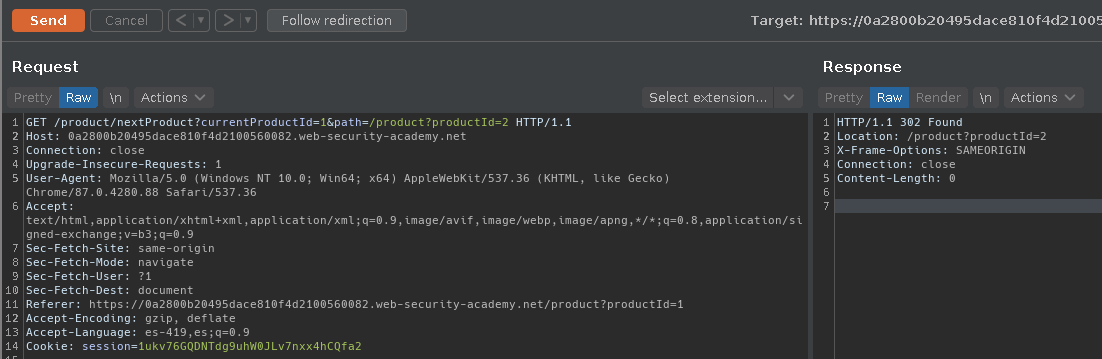 Send Cancel < > Follow redirection Target: https://0a2800b20495dace810f4d21005
Request
Pretty Raw \n Actions Select extension...
1 GET /product/nextProduct?currentProductId=1&path=/product?productId=2 HTTP/1.1
2 Host: 0a2800b20495dace810f4d2100560082.web-security-academy.net
3 Connection: close
4 Upgrade-Insecure-Requests: 1
5 User-Agent: Mozilla/5.0 (Windows NT 10.0; Win64; x64) AppleWebKit/537.36 (KHTML, like Gecko)
Chrome/87.0.4280.88 Safari/537.36
6 Accept:
text/html,application/xhtml+xml,application/xml;q=0.9,image/avif,image/webp,image/apng,*/*;q=0.8,application/si
gned-exchange;v=b3;q=0.9
7 Sec-Fetch-Site: same-origin
8 Sec-Fetch-Mode: navigate
9 Sec-Fetch-User: ?1
10 Sec-Fetch-Dest: document
11 Referer: https://0a2800b20495dace810f4d2100560082.web-security-academy.net/product?productId=1
12 Accept-Encoding: gzip, deflate
13 Accept-Language: es-419,es;q=0.9
14 Cookie: session=1ukv76GQDNTdg9uhW0JLv7nxx4hCQfa2
Response
Pretty Raw Render \n Actions
1 HTTP/1.1 302 Found
2 Location: /product?productId=2
3 X-Frame-Options: SAMEORIGIN
4 Connection: close
5 Content-Length: 0
6
7